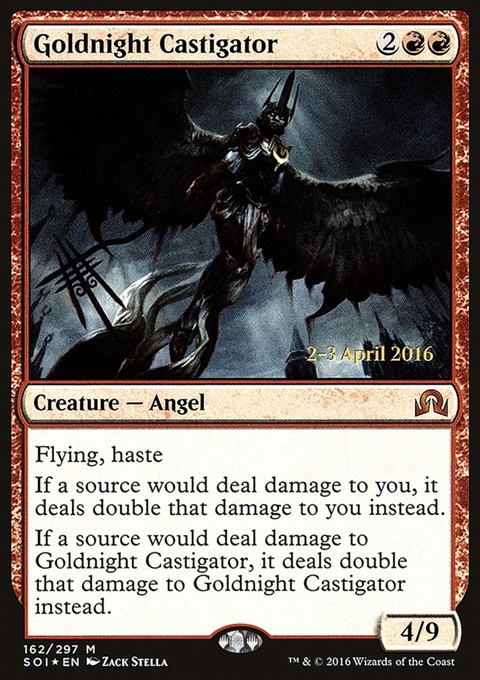 Goldnight Castigator 2
2-3 April 2016
Creature — Angel
Flying, haste
If a source would deal damage to you, it
deals double that damage to you instead.
If a source would deal damage to
Goldnight Castigator, it deals double
that damage to Goldnight Castigator
instead.
4/9
162/297 M
SOI★EN Zack Stella
™ & © 2016 Wizards of the Coast